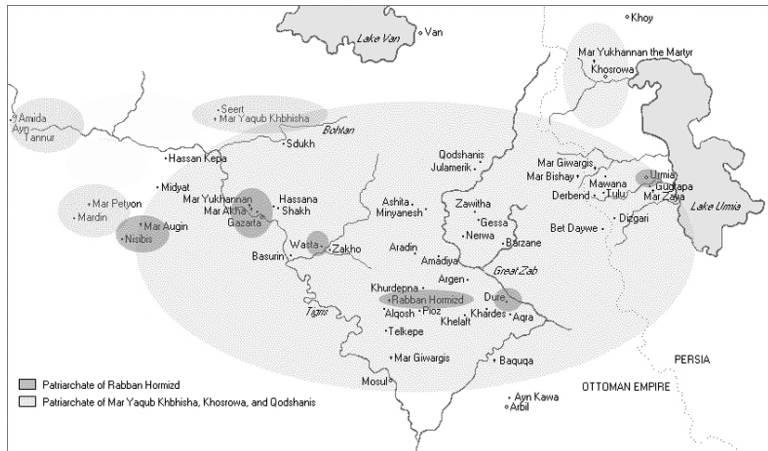 Khoy
Lake Van
Van
Mar Yukhannan the Martyr
Khosrowa
Seert
Mar Yaqub Khbhisha
Amida
Ayn
Tannur
Bohtan
Sdukh
Hassan Kepa
Qodshanis
Julamerik
Mar Giwargis
Mar Bishay
Urmia
Mawana
Gugtapa
Derbend
Tulu
Mar Zaya
Lake Urmia
Midyat
Mar Yukhannan
Mar Akha
Gazarta
Hassana
Shakh
Mar Petyon
Mardin
Mar Augin
Nisibis
Ashita
Minyanesh
Zawitha
Gessa
Nerwa
Barzane
Dizgari
Bet Daywe
Wasta
Zakho
Basurin
Aradin
Amadiya
Argen
Great Zab
Khurdepna
Rabban Hormizd
Dure
Tigris
Alqosh
Pioz
Khelaft
Khardes
Aqra
Telkepe
Mar Giwargis
Baquqa
Mosul
PERSIA
OTTOMAN EMPIRE
Ayn Kawa
Arbil
Patriarchate of Rabban Hormizd
Patriarchate of Mar Yaqub Khbhisha, Khosrowa, and Qodshanis